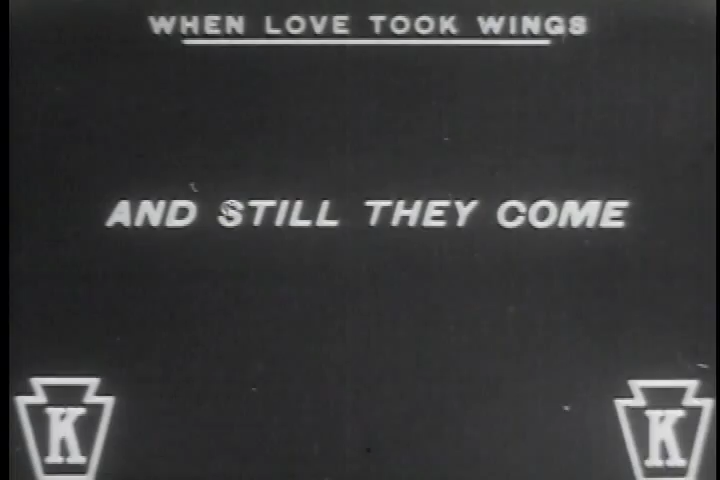 WHEN LOVE TOOK WINGS
AND STILL THEY COME
K K